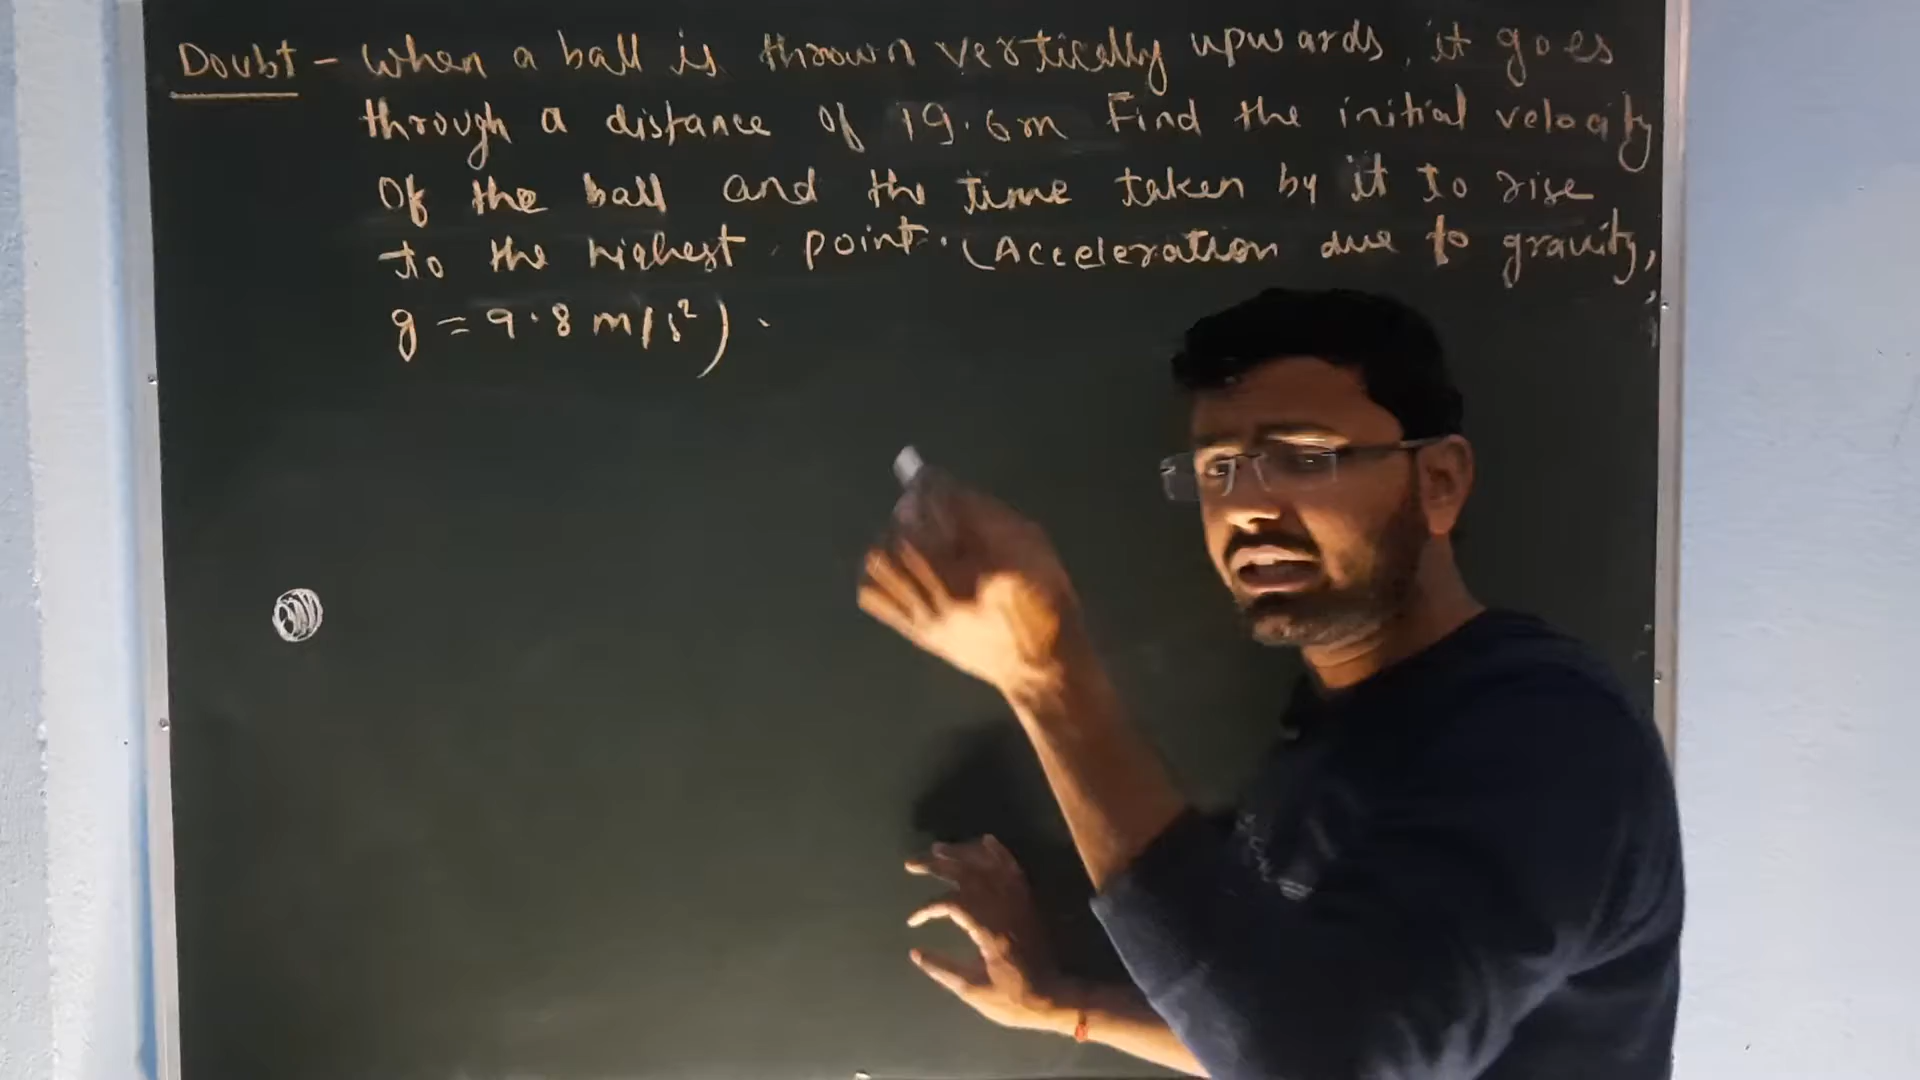 Doubt - When a ball is thrown vertically upwards, it goes
through a distance of 19.6m Find the initial velocity
of the ball and the time taken by it to rise
to the highest point. (Acceleration due to gravity,
g = 9.8 m/s²).